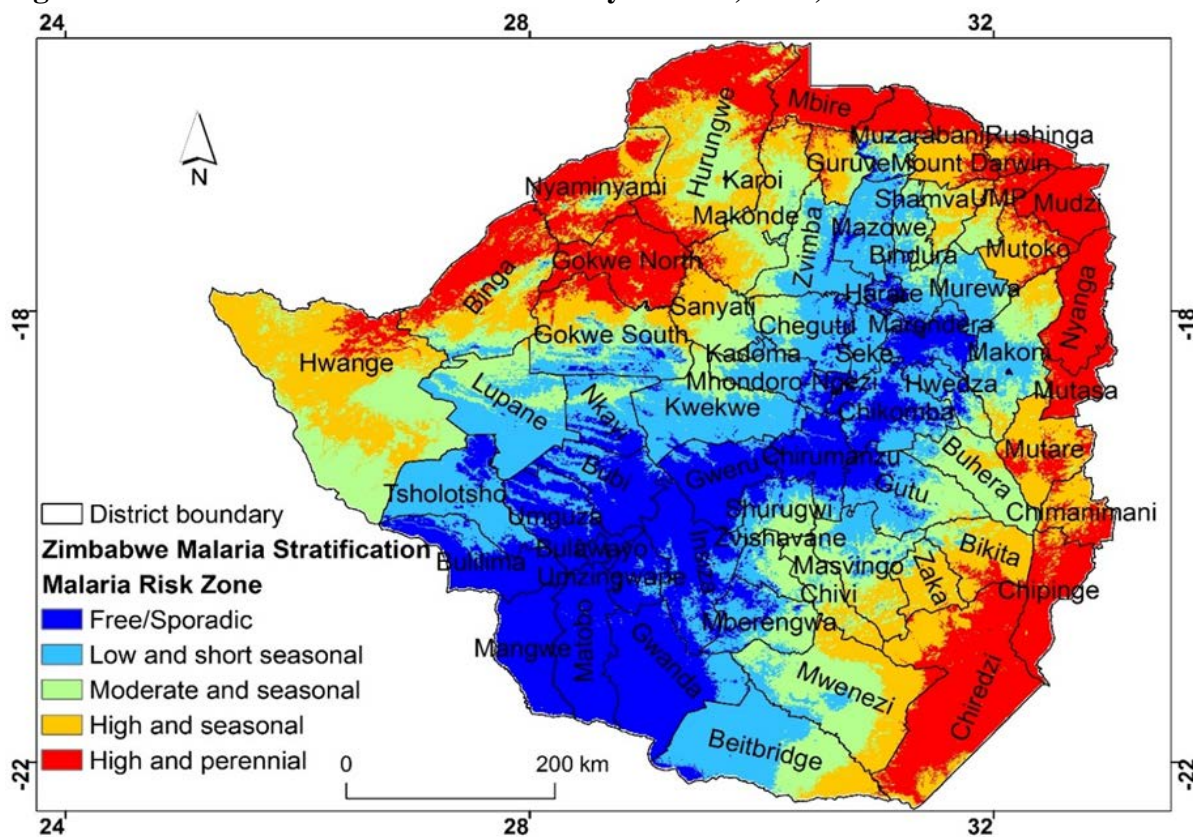 24 28 32
N
Mbire
Muzarabani Rushinga
Hurungwe
Guruve Mount Darwin
Nyaminyami
Karoi
Shamva UMP Mudzi
Makonde
Zvimba
Mazowe
Bindura
Mutoko
Gokwe North
Binga
Harare
Murewa
Nyanga
Sanyati
-18 -18
Chegutu
Marondera
Gokwe South
Hwange
Kadoma
Seke
Makoni
Lupane
Mhondoro Ngezi
Hwedza
Mutasa
Nkayi
Kwekwe
Chikomba
Mutare
Buhera
Chirumanzu
Gweru
Bubi
Gutu
Tsholotsho
Shurugwi
Chimanimani
Umguza
Zvishavane
Bikita
Bulilima
Bulawayo
Insiza
Masvingo
Zaka
Umzingwane
Chivi
Chipinge
Mberengwa
Mangwe
Matobo
Gwanda
Mwenezi
Chiredzi
Beitbridge
District boundary
Zimbabwe Malaria Stratification
Malaria Risk Zone
Free/Sporadic
Low and short seasonal
Moderate and seasonal
High and seasonal
High and perennial
0 200 km
-22 -22
24 28 32